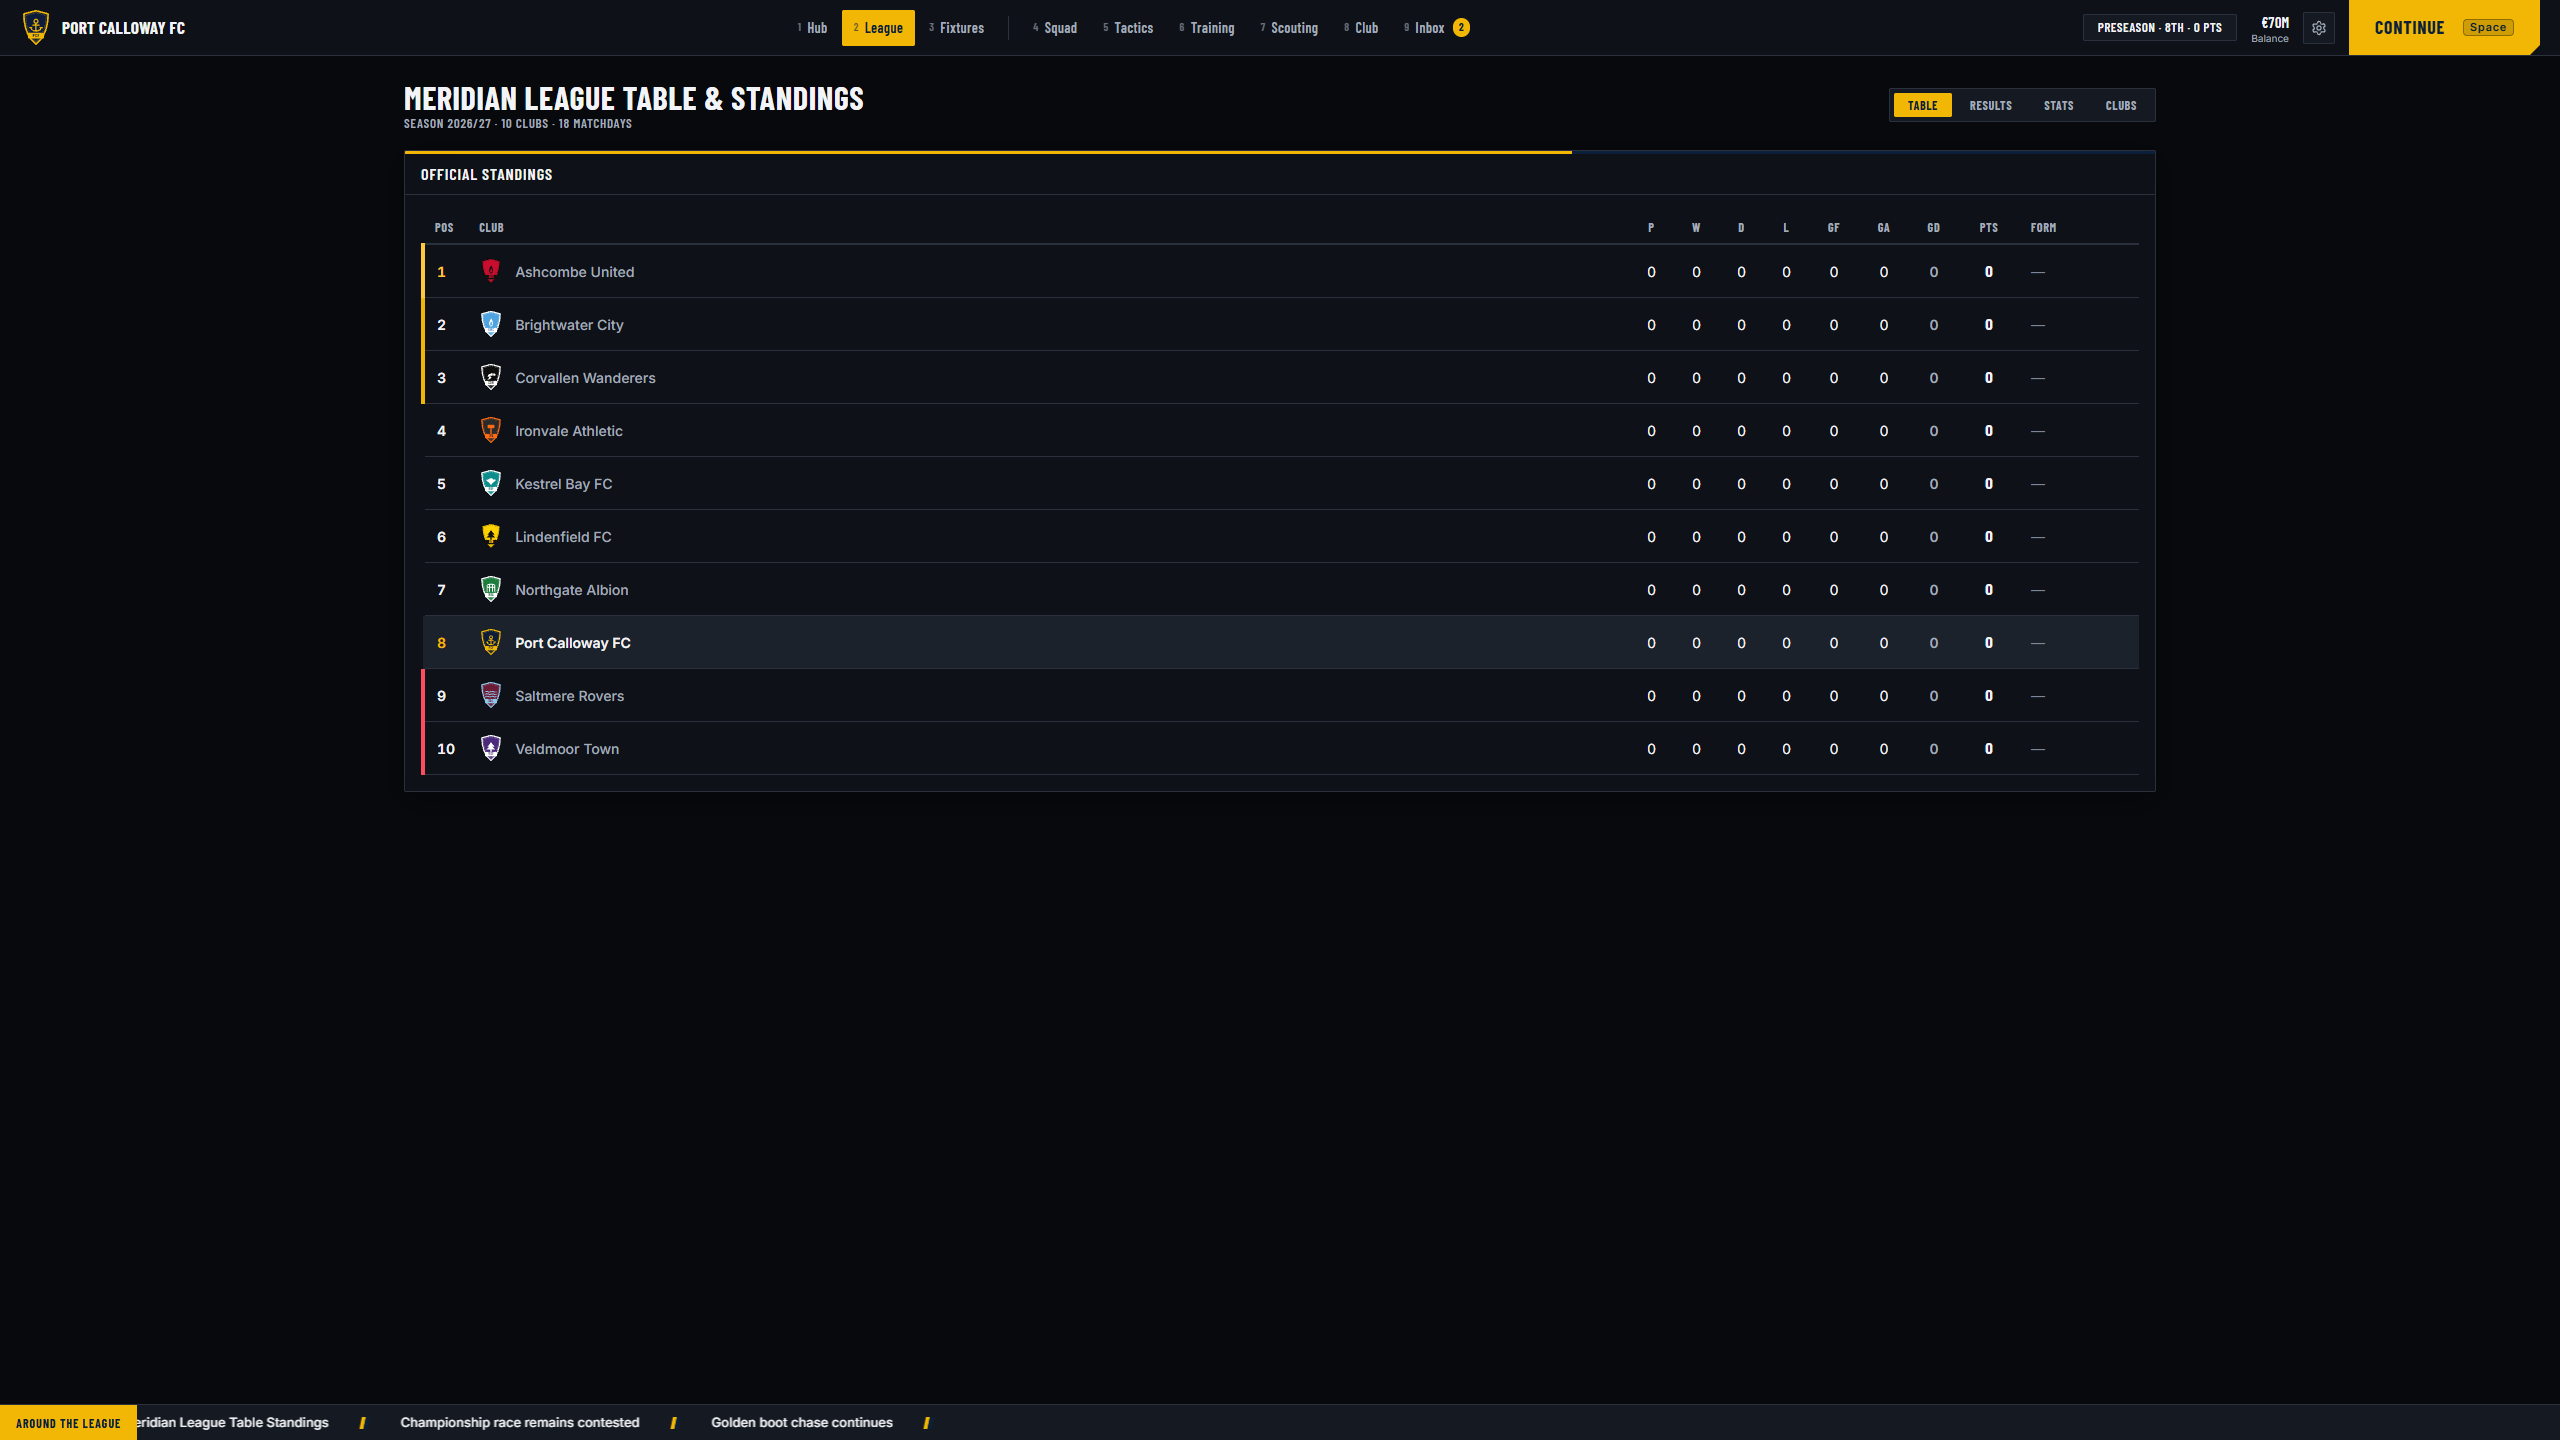 PORT CALLOWAY FC
1 Hub 2 League 3 Fixtures 4 Squad 5 Tactics 6 Training 7 Scouting 8 Club 9 Inbox 2
PRESEASON · 8TH · 0 PTS
€70M
Balance
CONTINUE Space
MERIDIAN LEAGUE TABLE & STANDINGS
SEASON 2026/27 · 10 CLUBS · 18 MATCHDAYS
TABLE RESULTS STATS CLUBS
OFFICIAL STANDINGS
POS CLUB P W D L GF GA GD PTS FORM
1 Ashcombe United 0 0 0 0 0 0 0 0 —
2 Brightwater City 0 0 0 0 0 0 0 0 —
3 Corvallen Wanderers 0 0 0 0 0 0 0 0 —
4 Ironvale Athletic 0 0 0 0 0 0 0 0 —
5 Kestrel Bay FC 0 0 0 0 0 0 0 0 —
6 Lindenfield FC 0 0 0 0 0 0 0 0 —
7 Northgate Albion 0 0 0 0 0 0 0 0 —
8 Port Calloway FC 0 0 0 0 0 0 0 0 —
9 Saltmere Rovers 0 0 0 0 0 0 0 0 —
10 Veldmoor Town 0 0 0 0 0 0 0 0 —
AROUND THE LEAGUE eridian League Table Standings / Championship race remains contested / Golden boot chase continues /